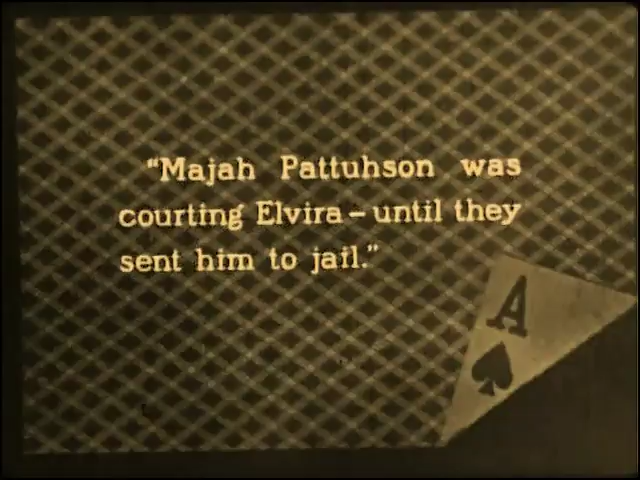 “Majah Pattuhson was
courting Elvira – until they
sent him to jail.”
A